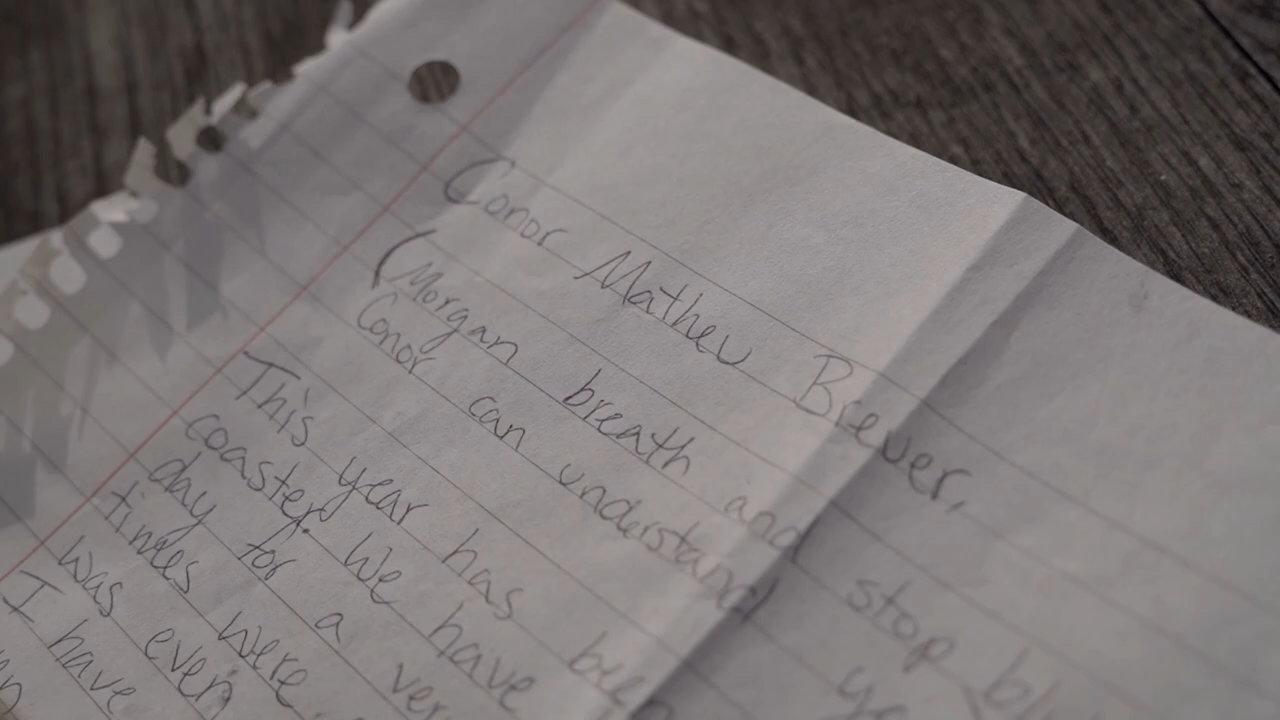 Conor Mathew Brewer,
(Morgan breath and stop
Conor can understand
This year has been
coaster. We have
day for a
times were
was even
I have